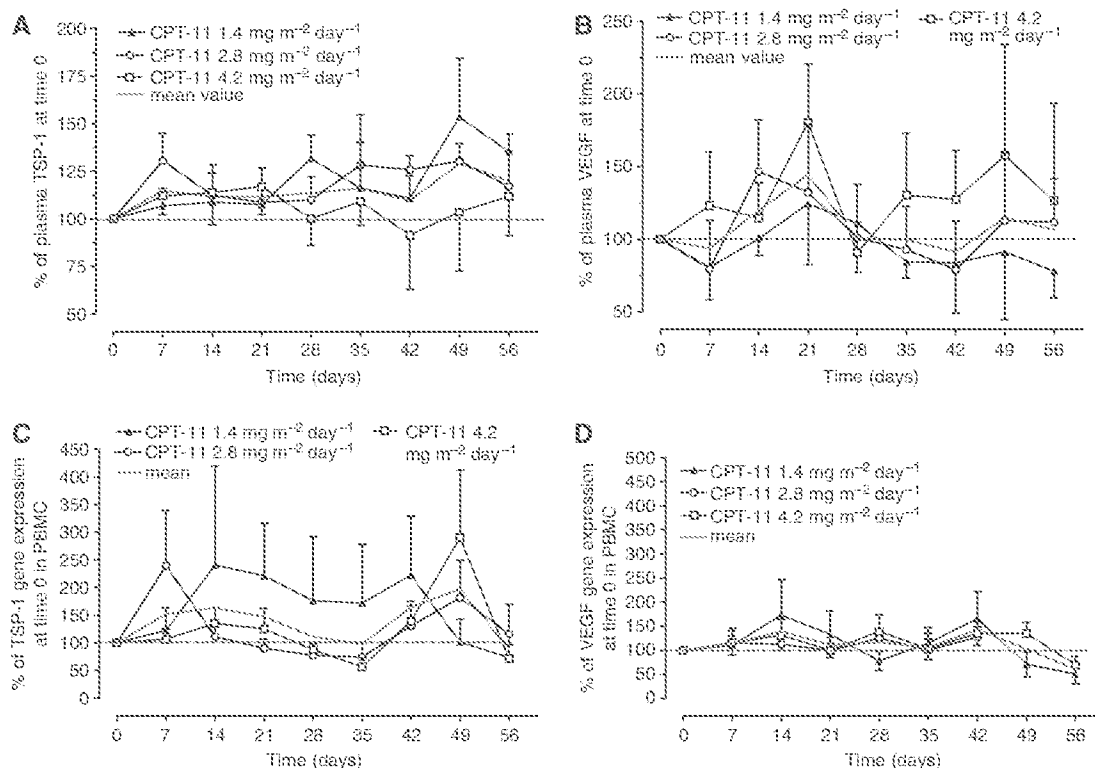 A
CPT-11 1.4 mg m⁻² day⁻¹
CPT-11 2.8 mg m⁻² day⁻¹
CPT-11 4.2 mg m⁻² day⁻¹
mean value
% of plasma TSP-1 at time 0
200
175
150
125
100
75
50
0 7 14 21 28 35 42 49 56
Time (days)
B
CPT-11 1.4 mg m⁻² day⁻¹
CPT-11 2.8 mg m⁻² day⁻¹
mean value
CPT-11 4.2
mg m⁻² day⁻¹
% of plasma VEGF at time 0
250
200
150
100
50
0 7 14 21 28 35 42 49 56
Time (days)
C
CPT-11 1.4 mg m⁻² day⁻¹
CPT-11 2.8 mg m⁻² day⁻¹
mean
CPT-11 4.2
mg m⁻² day⁻¹
% of TSP-1 gene expression
at time 0 in PBMC
450
400
350
300
250
200
150
100
50
0
0 7 14 21 28 35 42 49 56
Time (days)
D
CPT-11 1.4 mg m⁻² day⁻¹
CPT-11 2.8 mg m⁻² day⁻¹
CPT-11 4.2 mg m⁻² day⁻¹
mean
% of VEGF gene expression
at time 0 in PBMC
500
450
400
350
300
250
200
150
100
50
0
0 7 14 21 28 35 42 49 56
Time (days)